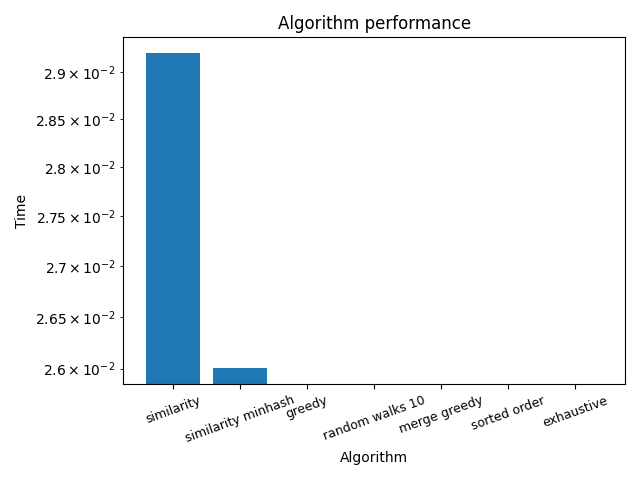 Algorithm performance
Time
2.9 × 10⁻²
2.85 × 10⁻²
2.8 × 10⁻²
2.75 × 10⁻²
2.7 × 10⁻²
2.65 × 10⁻²
2.6 × 10⁻²
similarity
similarity minhash
greedy
random walks 10
merge greedy
sorted order
exhaustive
Algorithm